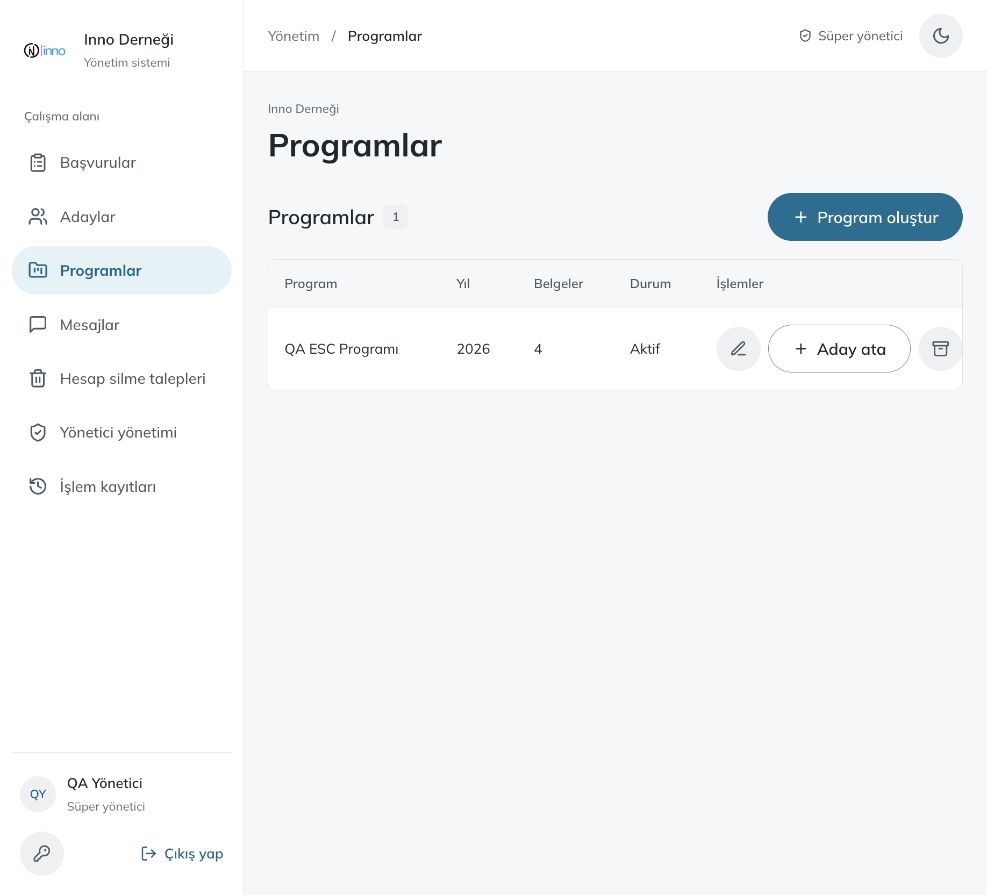 inno
Inno Derneği
Yönetim sistemi
Çalışma alanı
Başvurular
Adaylar
Programlar
Mesajlar
Hesap silme talepleri
Yönetici yönetimi
İşlem kayıtları
QY
QA Yönetici
Süper yönetici
Çıkış yap
Yönetim / Programlar
Süper yönetici
Inno Derneği
Programlar
Programlar 1
+ Program oluştur
Program Yıl Belgeler Durum İşlemler
QA ESC Programı 2026 4 Aktif + Aday ata